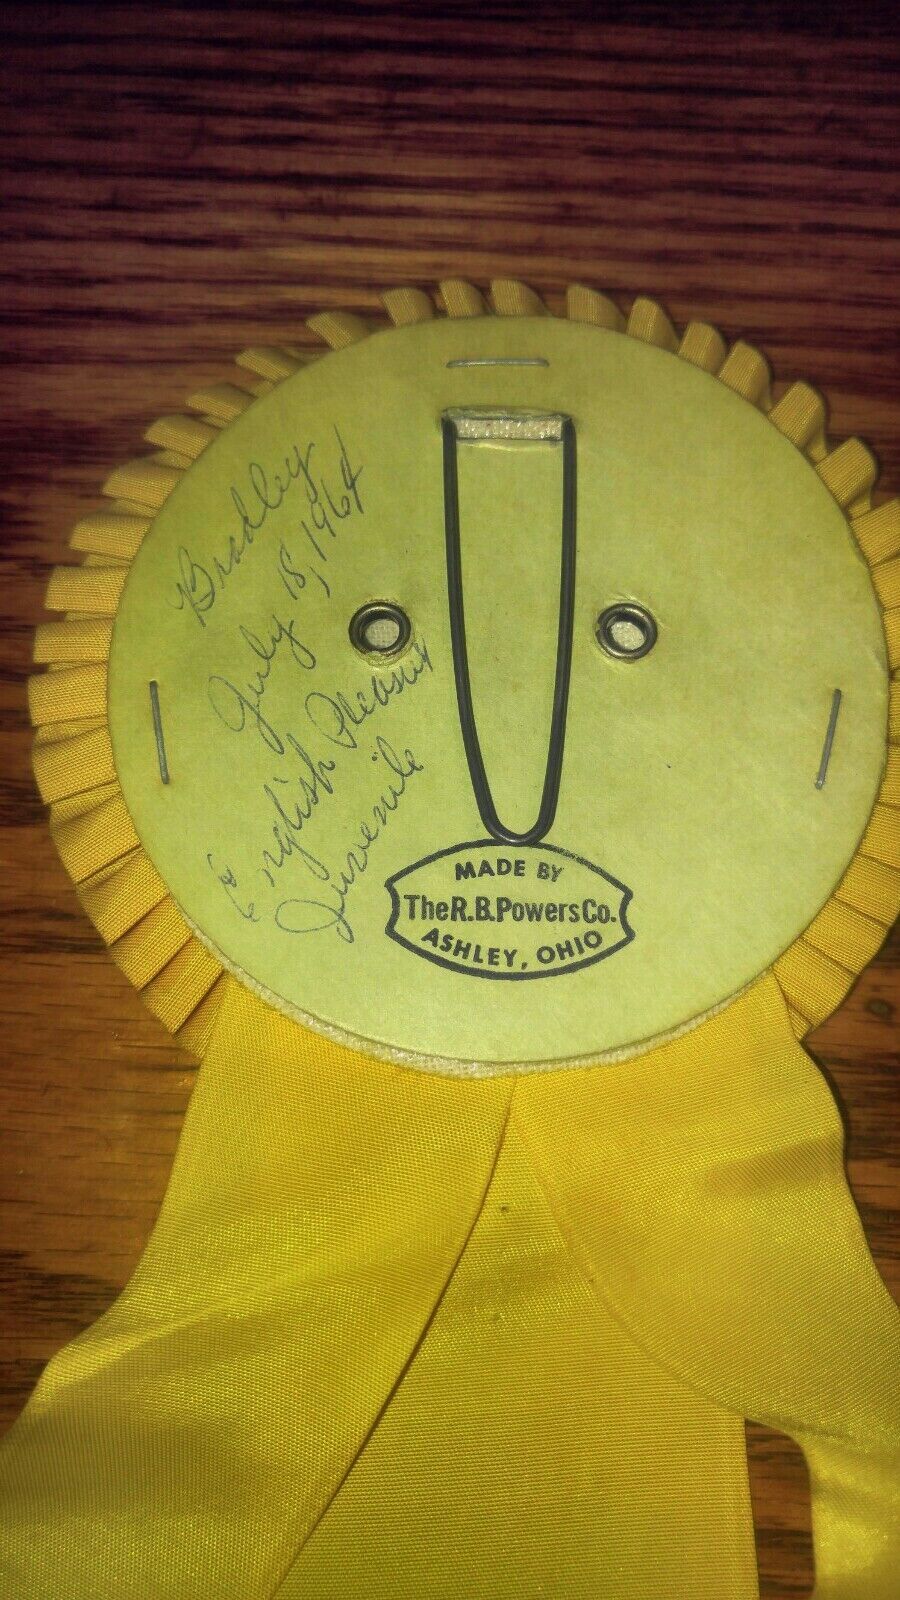 Bradley
July 18, 1964
English Pleasure
Juvenile
MADE BY
The R.B. Powers Co.
ASHLEY, OHIO